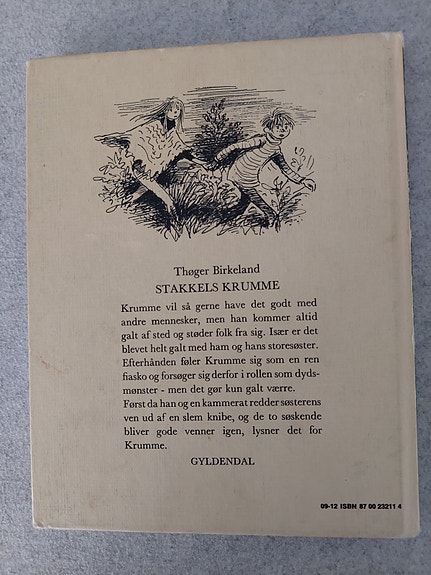 Thøger Birkeland
STAKKELS KRUMME
Krumme vil så gerne have det godt med
andre mennesker, men han kommer altid
galt af sted og støder folk fra sig. Især er det
blevet helt galt med ham og hans storesøster.
Efterhånden føler Krumme sig som en ren
fiasko og forsøger sig derfor i rollen som dyds-
mønster - men det gør kun galt værre.
Først da han og en kammerat redder søsterens
ven ud af en slem knibe, og de to søskende
bliver gode venner igen, lysner det for
Krumme.
GYLDENDAL
09-12 ISBN 87 00 23211 4